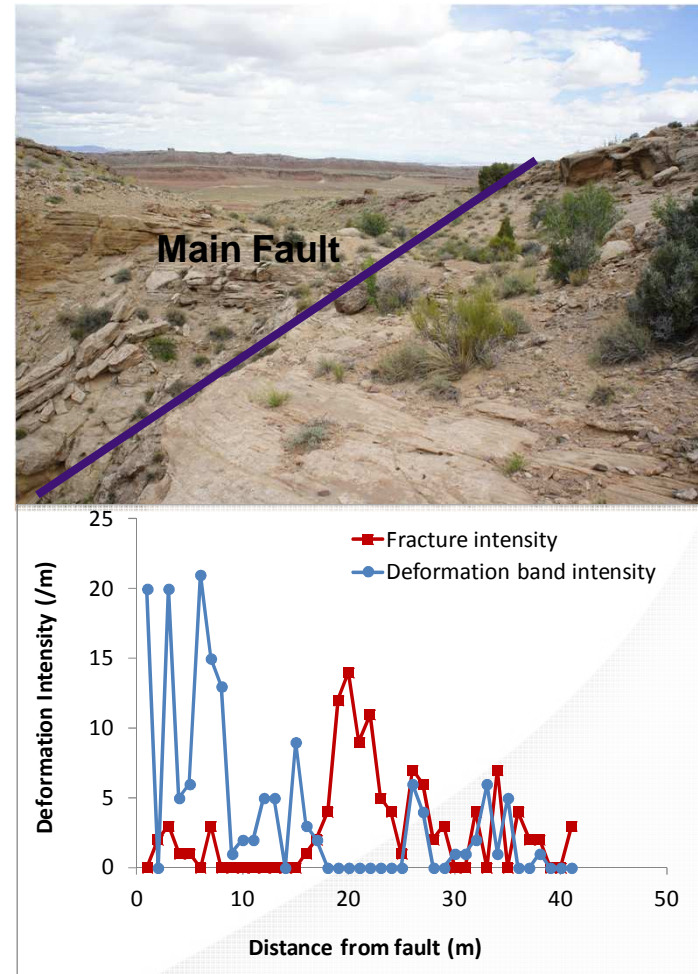 Main Fault
25
20
15
10
5
0
Deformation Intensity (/m)
Fracture intensity
Deformation band intensity
0 10 20 30 40 50
Distance from fault (m)